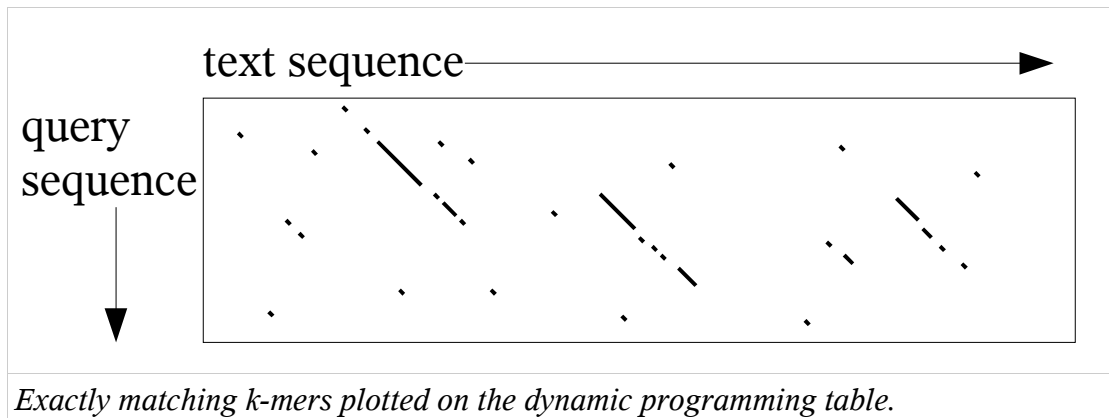 text sequence
query
sequence
Exactly matching k-mers plotted on the dynamic programming table.